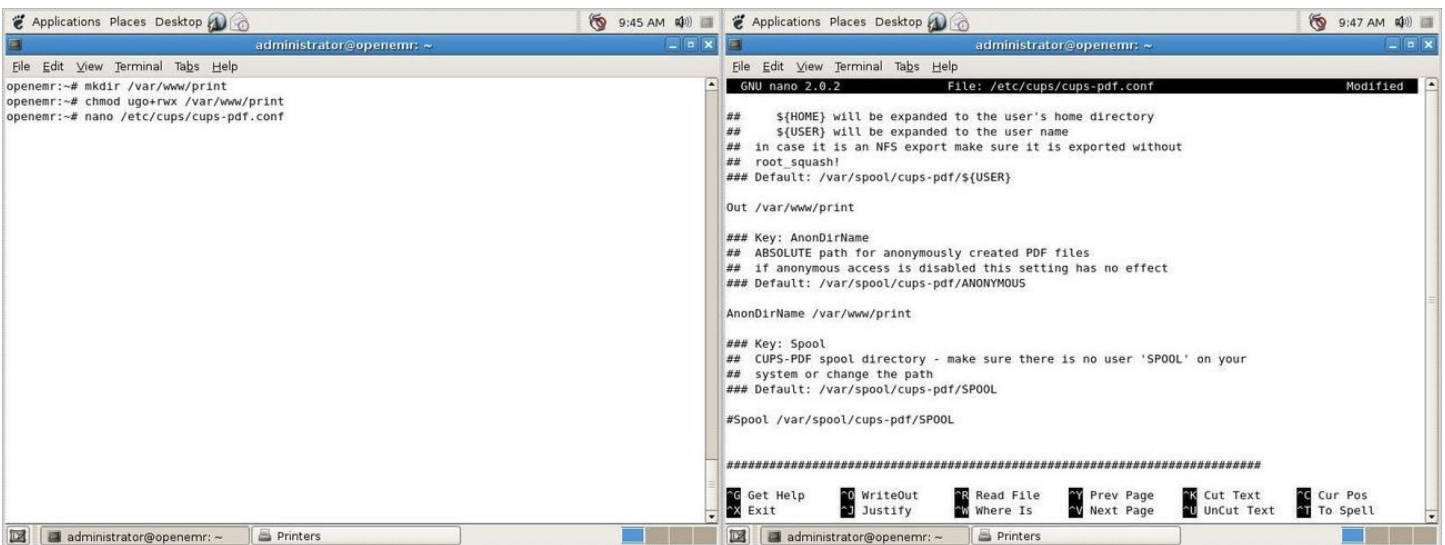 Applications Places Desktop 9:45 AM
administrator@openemr: ~
File Edit View Terminal Tabs Help
openemr:~# mkdir /var/www/print
openemr:~# chmod ugo+rwx /var/www/print
openemr:~# nano /etc/cups/cups-pdf.conf
administrator@openemr: ~ Printers
Applications Places Desktop 9:47 AM
administrator@openemr: ~
File Edit View Terminal Tabs Help
GNU nano 2.0.2 File: /etc/cups/cups-pdf.conf Modified
## ${HOME} will be expanded to the user's home directory
## ${USER} will be expanded to the user name
## in case it is an NFS export make sure it is exported without
## root_squash!
### Default: /var/spool/cups-pdf/${USER}
Out /var/www/print
### Key: AnonDirName
## ABSOLUTE path for anonymously created PDF files
## if anonymous access is disabled this setting has no effect
### Default: /var/spool/cups-pdf/ANONYMOUS
AnonDirName /var/www/print
### Key: Spool
## CUPS-PDF spool directory - make sure there is no user 'SPOOL' on your
## system or change the path
### Default: /var/spool/cups-pdf/SPOOL
#Spool /var/spool/cups-pdf/SPOOL
###########################################################################
^G Get Help ^O WriteOut ^R Read File ^Y Prev Page ^K Cut Text ^C Cur Pos
^X Exit ^J Justify ^W Where Is ^V Next Page ^U UnCut Text ^T To Spell
administrator@openemr: ~ Printers